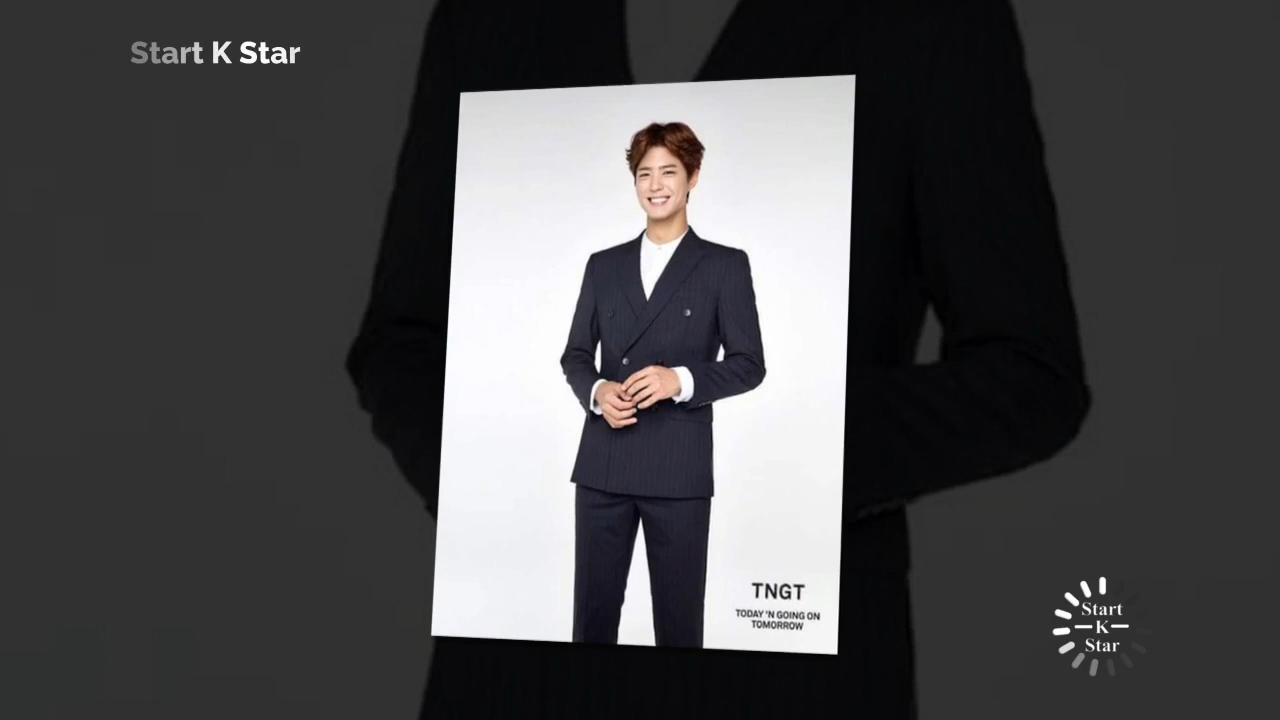 Start K Star
TNGT
TODAY 'N GOING ON
TOMORROW
Start
K
Star